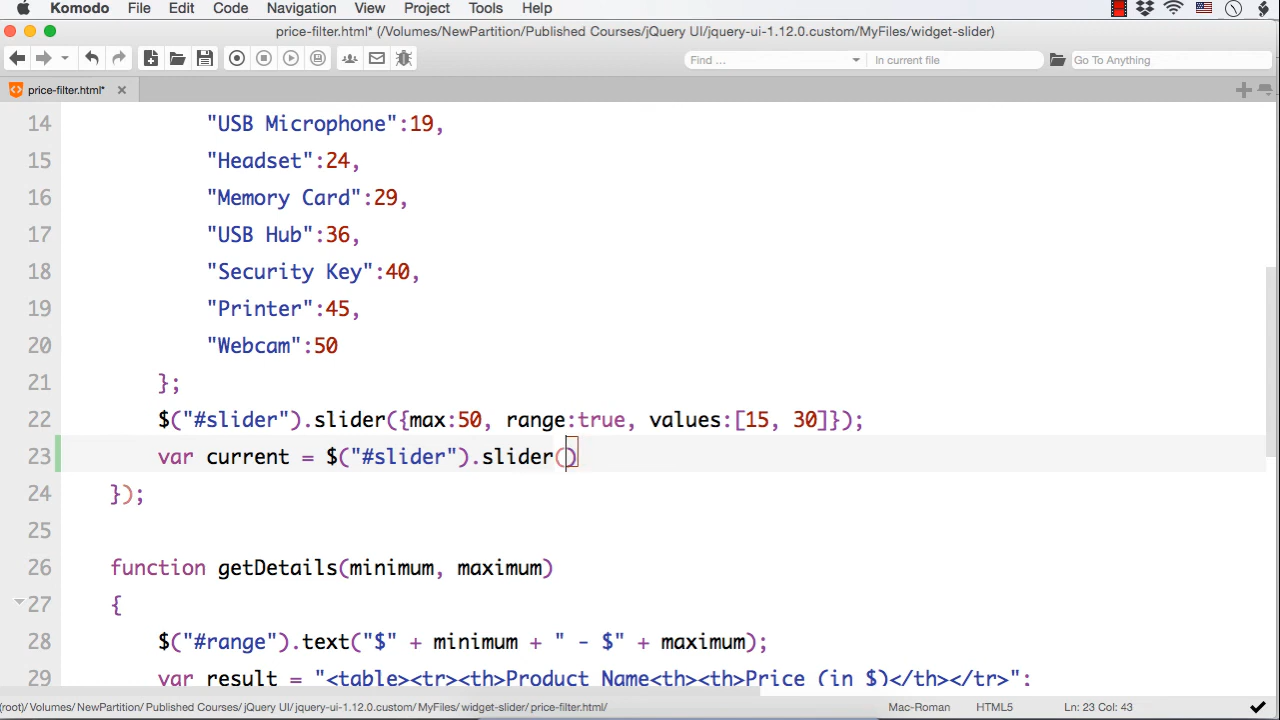 Komodo File Edit Code Navigation View Project Tools Help
price-filter.html* (/Volumes/NewPartition/Published Courses/jQuery UI/jquery-ui-1.12.0.custom/MyFiles/widget-slider)
Find ... In current file Go To Anything
price-filter.html*
14 "USB Microphone":19,
15 "Headset":24,
16 "Memory Card":29,
17 "USB Hub":36,
18 "Security Key":40,
19 "Printer":45,
20 "Webcam":50
21 };
22 $("#slider").slider({max:50, range:true, values:[15, 30]});
23 var current = $("#slider").slider()
24 });
25
26 function getDetails(minimum, maximum)
27 {
28 $("#range").text("$" + minimum + " - $" + maximum);
29 var result = "<table><tr><th>Product Name<th><th>Price (in $)</th></tr>";
(root)/ Volumes/ NewPartition/ Published Courses/ jQuery UI/ jquery-ui-1.12.0.custom/ MyFiles/ widget-slider/ price-filter.html/ Mac-Roman HTML5 Ln: 23 Col: 43